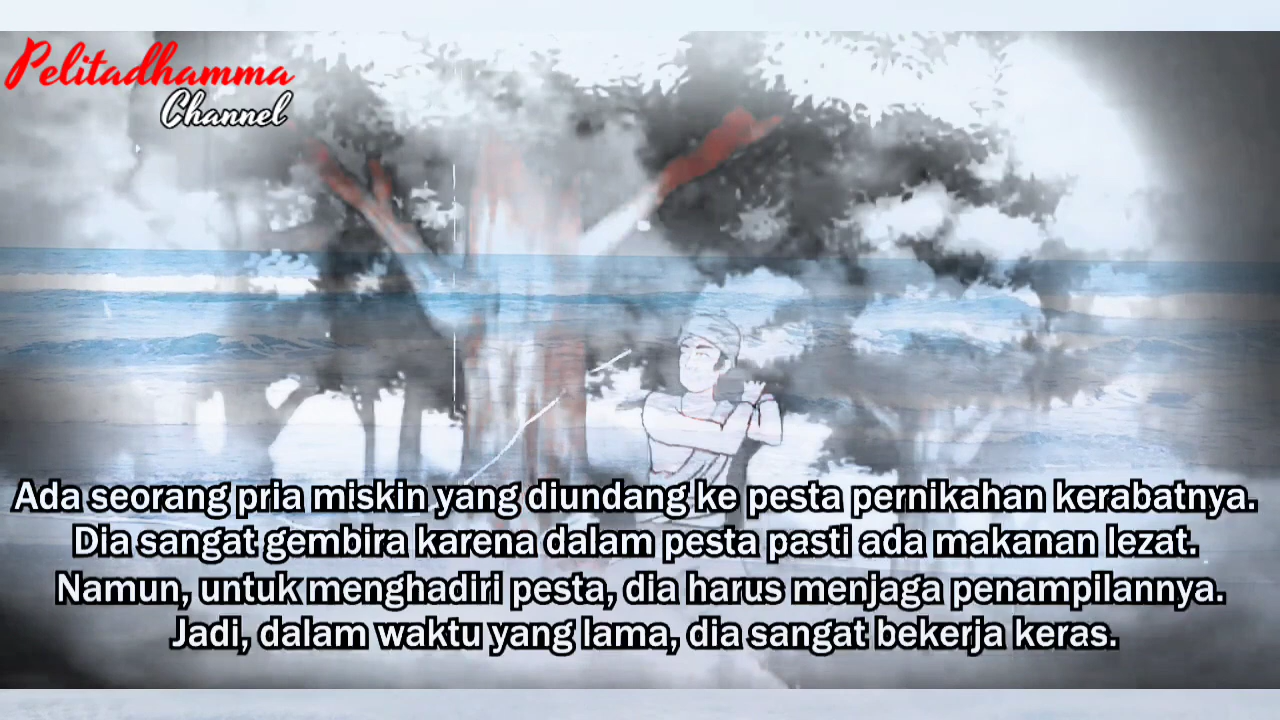 Pelitadhamma
Channel
Ada seorang pria miskin yang diundang ke pesta pernikahan kerabatnya.
Dia sangat gembira karena dalam pesta pasti ada makanan lezat.
Namun, untuk menghadiri pesta, dia harus menjaga penampilannya.
Jadi, dalam waktu yang lama, dia sangat bekerja keras.